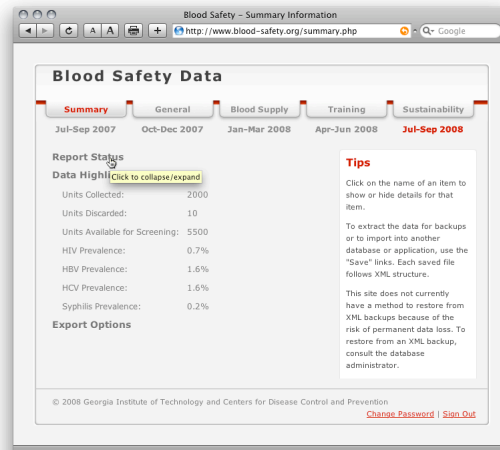 Blood Safety – Summary Information
A A + http://www.blood-safety.org/summary.php Q Google
Blood Safety Data
Summary General Blood Supply Training Sustainability
Jul-Sep 2007 Oct-Dec 2007 Jan-Mar 2008 Apr-Jun 2008 Jul-Sep 2008
Report Status
Click to collapse/expand
Data Highli
Units Collected: 2000
Units Discarded: 10
Units Available for Screening: 5500
HIV Prevalence: 0.7%
HBV Prevalence: 1.6%
HCV Prevalence: 1.6%
Syphilis Prevalence: 0.2%
Export Options
Tips
Click on the name of an item to
show or hide details for that
item.
To extract the data for backups
or to import into another
database or application, use the
"Save" links. Each saved file
follows XML structure.
This site does not currently
have a method to restore from
XML backups because of the
risk of permanent data loss. To
restore from an XML backup,
consult the database
administrator.
© 2008 Georgia Institute of Technology and Centers for Disease Control and Prevention
Change Password | Sign Out